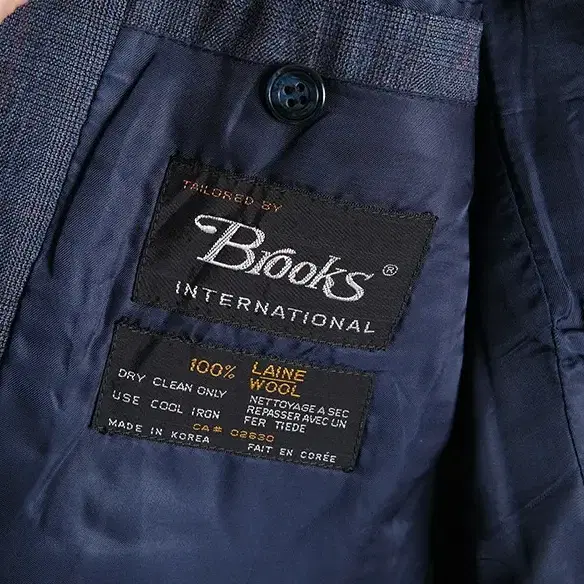 TAILORED BY
Brooks ®
INTERNATIONAL
100% LAINE
WOOL
DRY CLEAN ONLY
USE COOL IRON
NETTOYAGE A SEC
REPASSER AVEC UN
FER TIEDE
CA# 02630
MADE IN KOREA
FAIT EN CORÉE